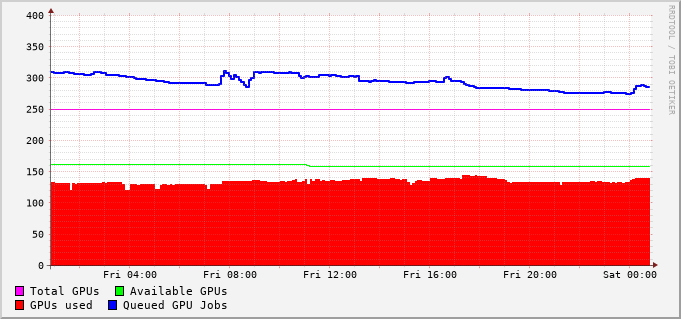 400
350
300
250
200
150
100
50
0
Fri 04:00 Fri 08:00 Fri 12:00 Fri 16:00 Fri 20:00 Sat 00:00
Total GPUs Available GPUs
GPUs used Queued GPU Jobs
RRDTOOL / TOBI OETIKER